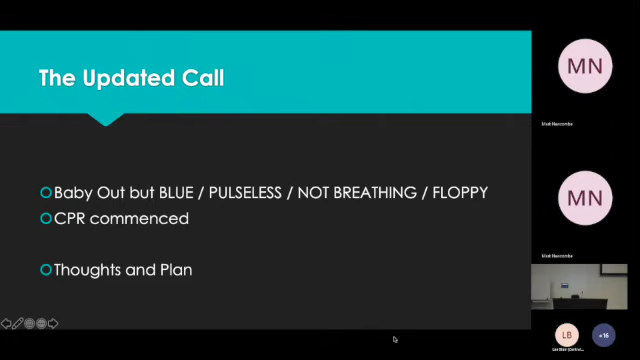 The Updated Call
Baby Out but BLUE / PULSELESS / NOT BREATHING / FLOPPY
CPR commenced
Thoughts and Plan
MN
MN
LB
+16